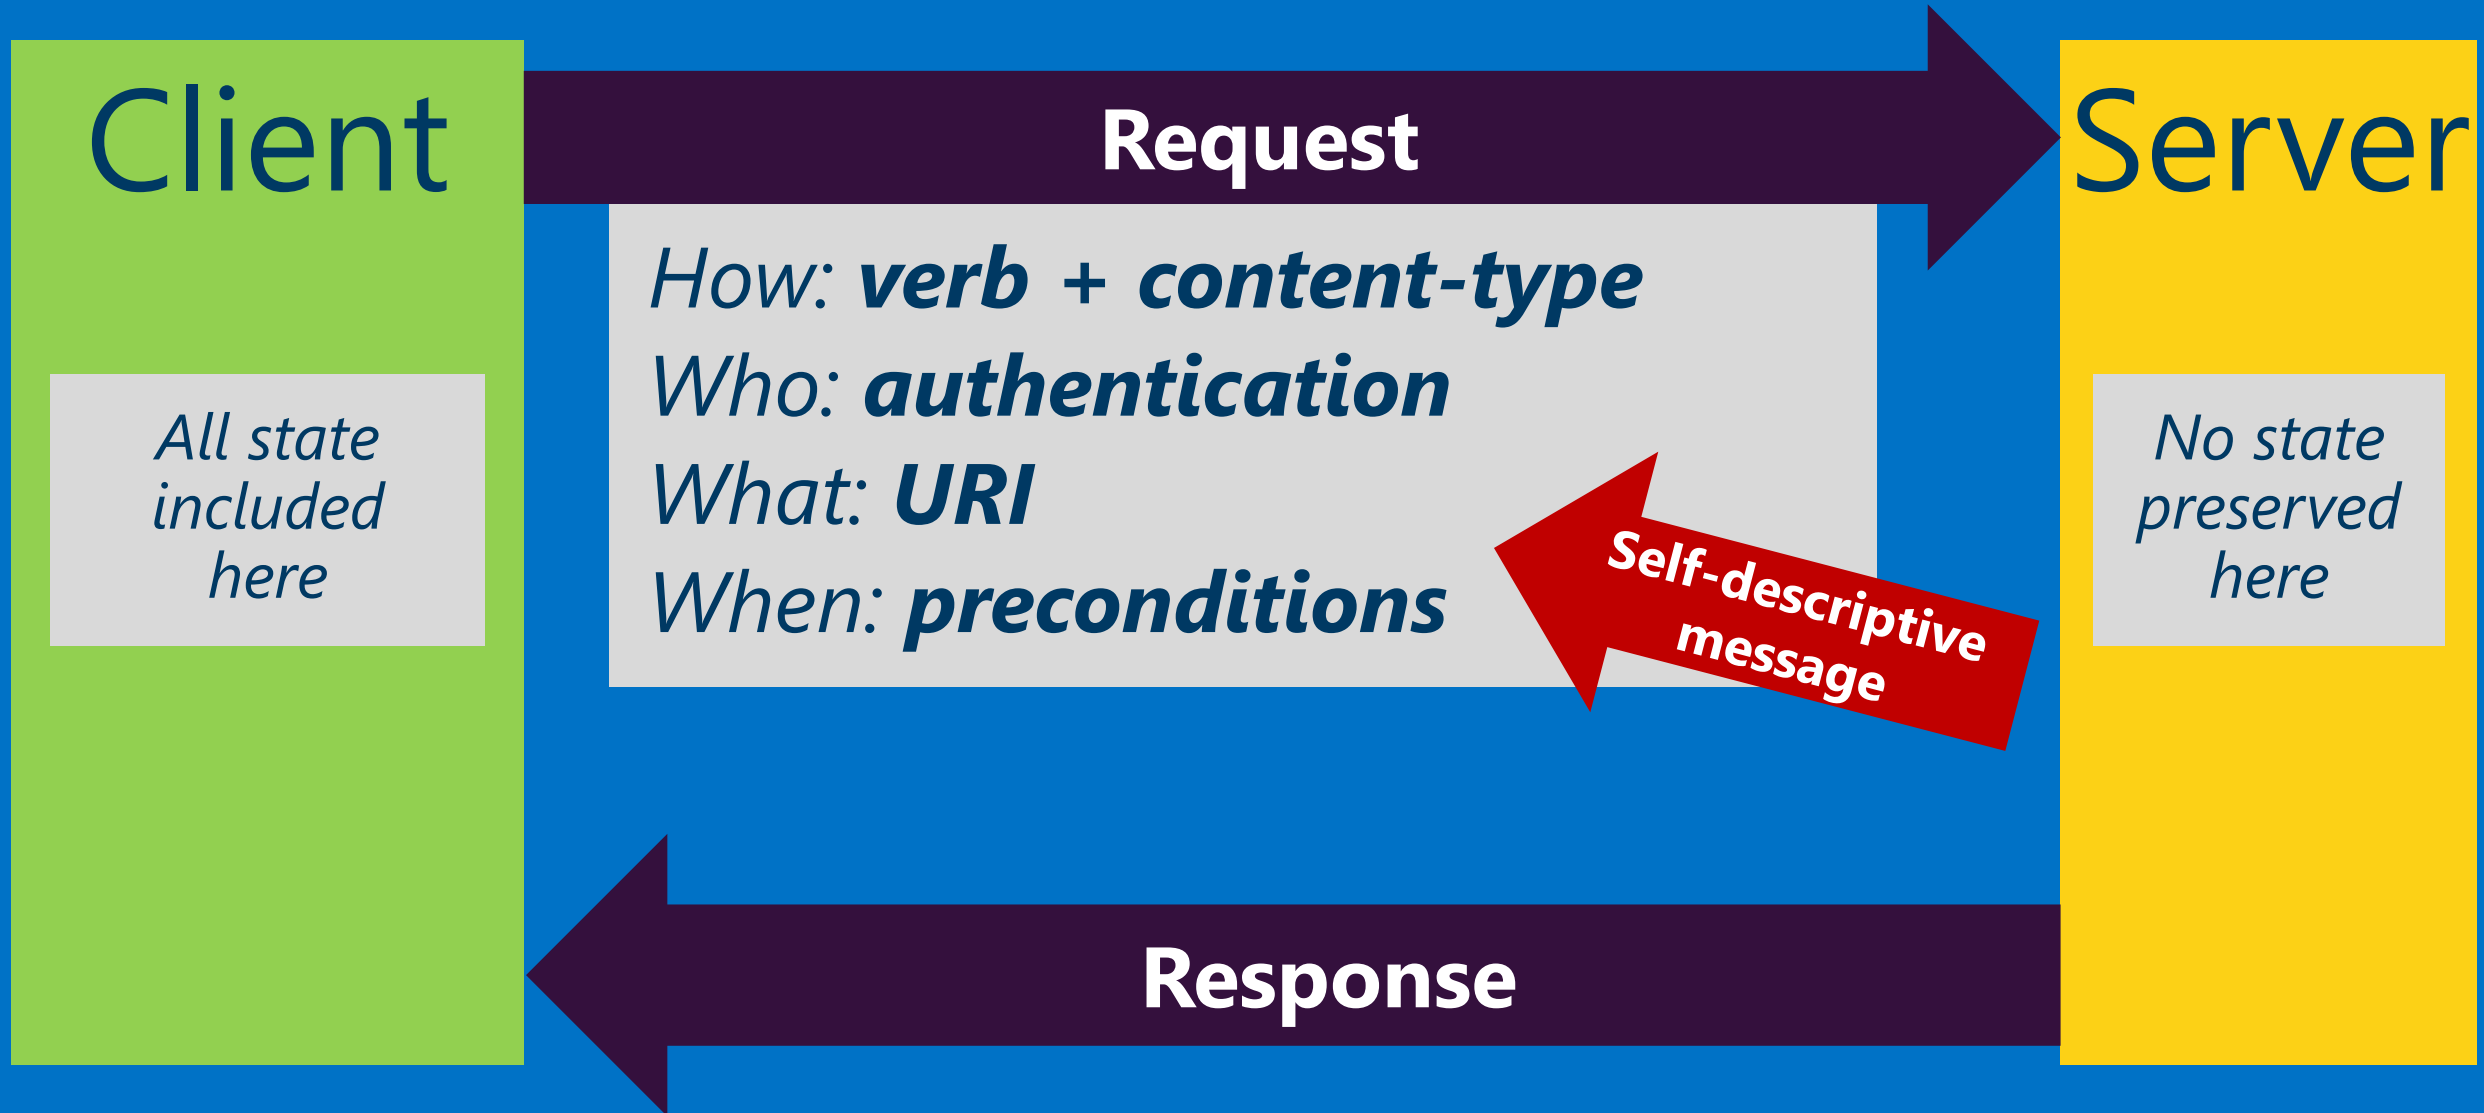 Client
Request
Server
How: verb + content-type
Who: authentication
What: URI
When: preconditions
All state
included
here
Self-descriptive
message
No state
preserved
here
Response